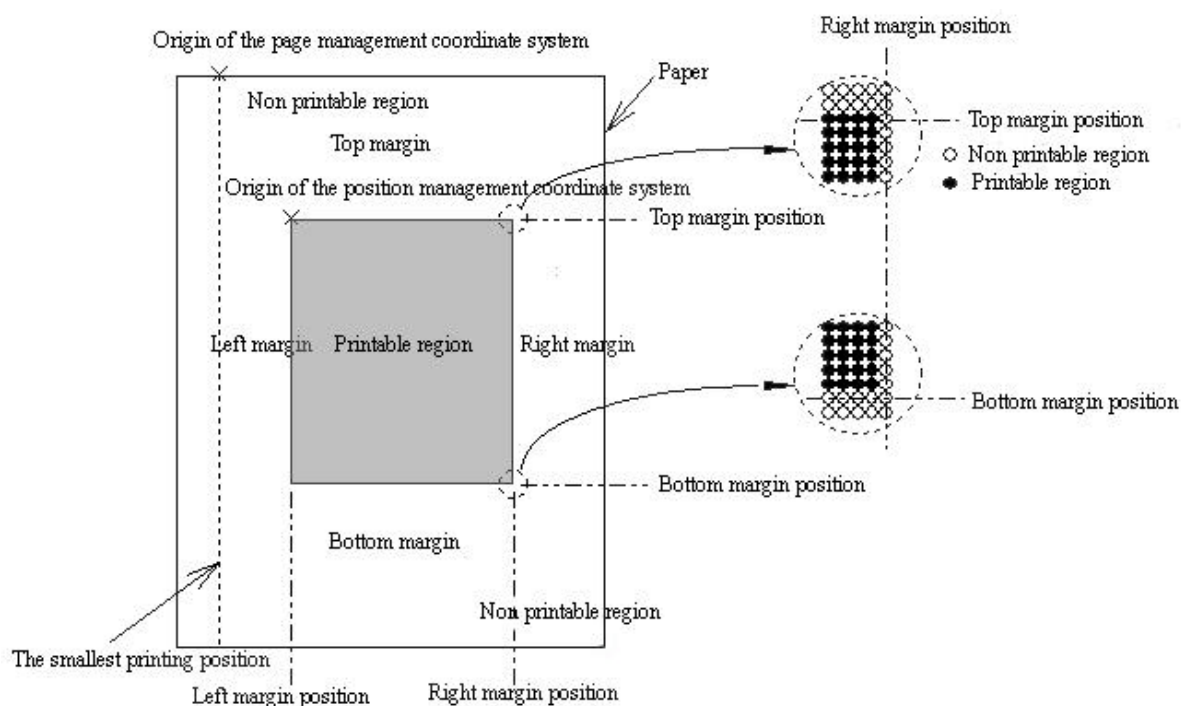 Right margin position
Origin of the page management coordinate system
Paper
Non printable region
Top margin position
Top margin
Non printable region
Printable region
Origin of the position management coordinate system
Top margin position
Left margin
Printable region
Right margin
Bottom margin position
Bottom margin position
Bottom margin
Non printable region
The smallest printing position
Left margin position
Right margin position